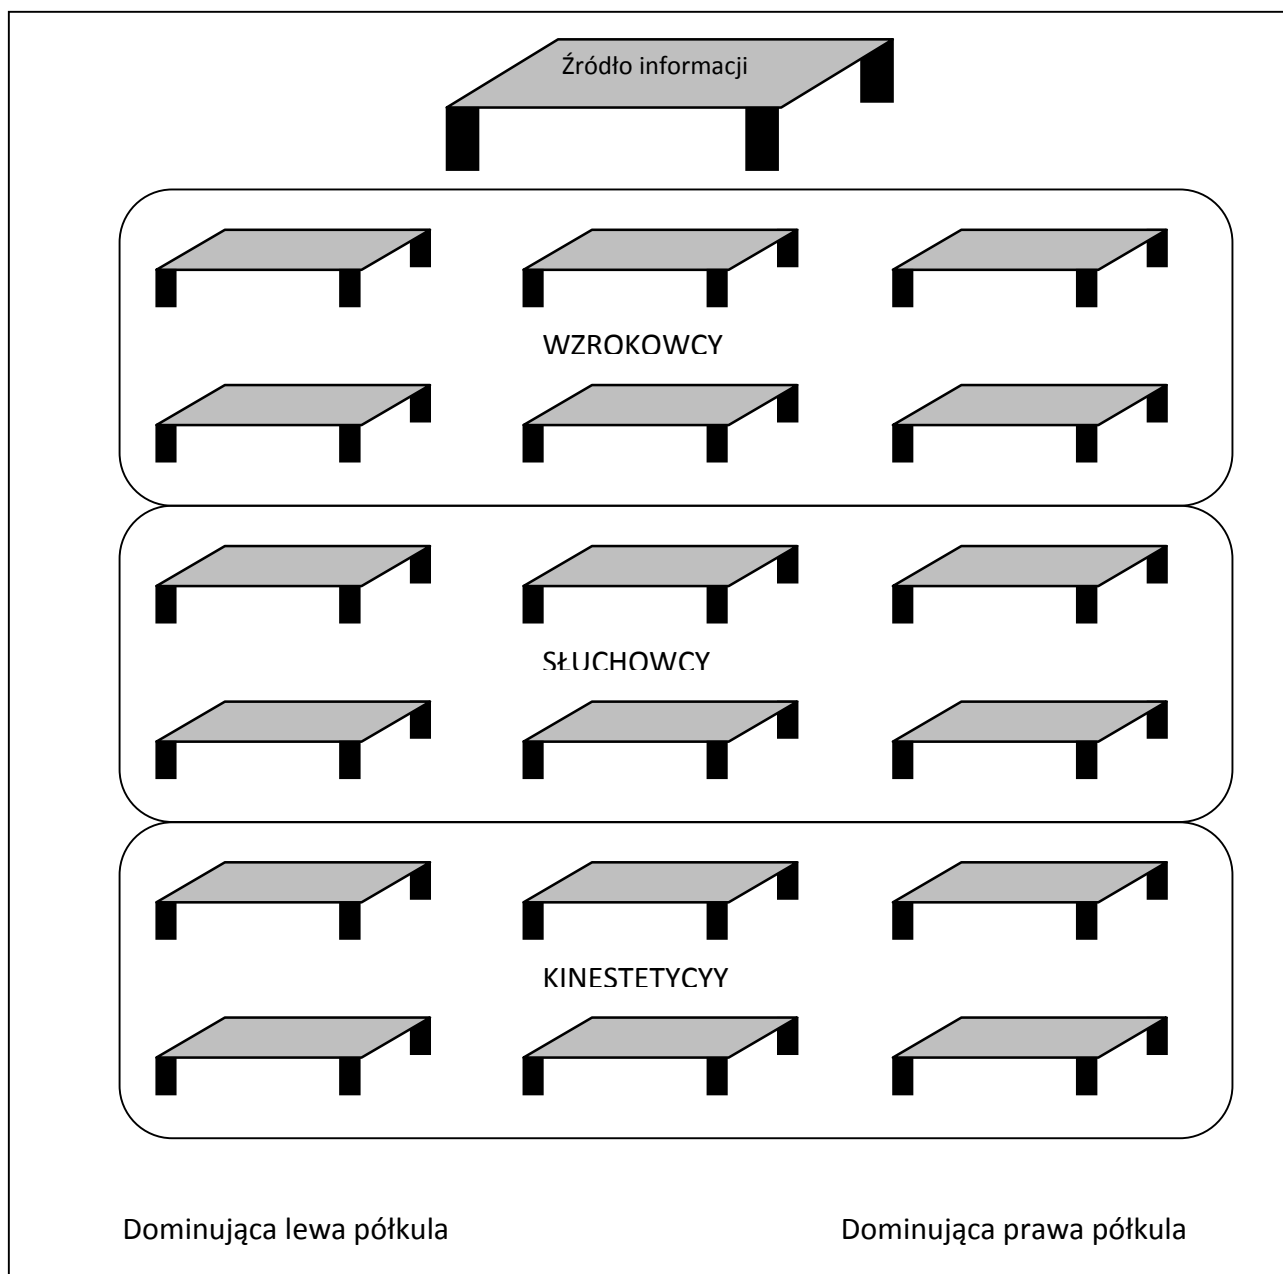 Źródło informacji
WZROKOWCY
SŁUCHOWCY
KINESTETYCYY
Dominująca lewa półkula
Dominująca prawa półkula